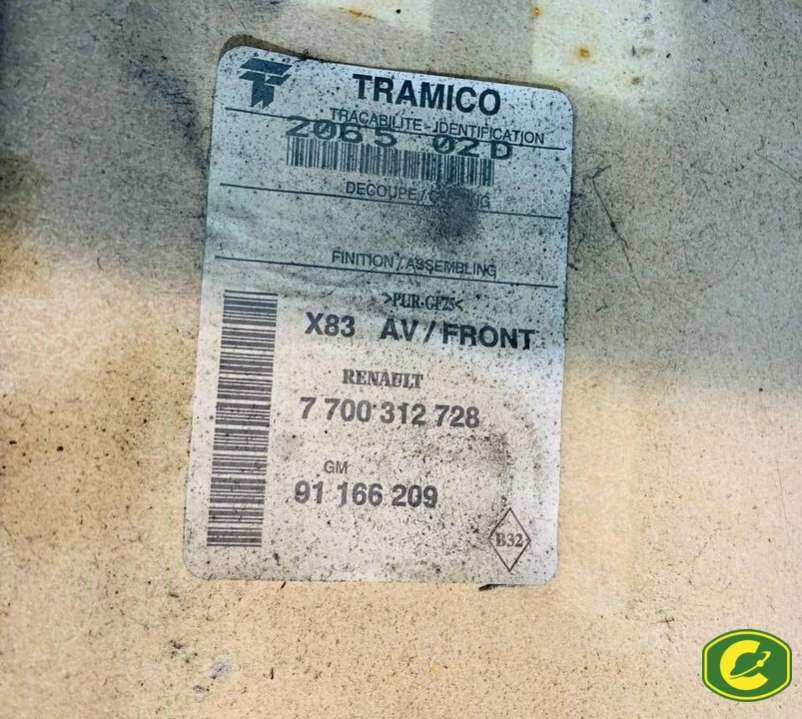 TRAMICO
TRACABILITE - IDENTIFICATION
2065 02D
DECOUPE /
FINITION / ASSEMBLING
>PUR-GF25<
X83 AV / FRONT
RENAULT
7 700 312 728
GM
91 166 209
B32
C